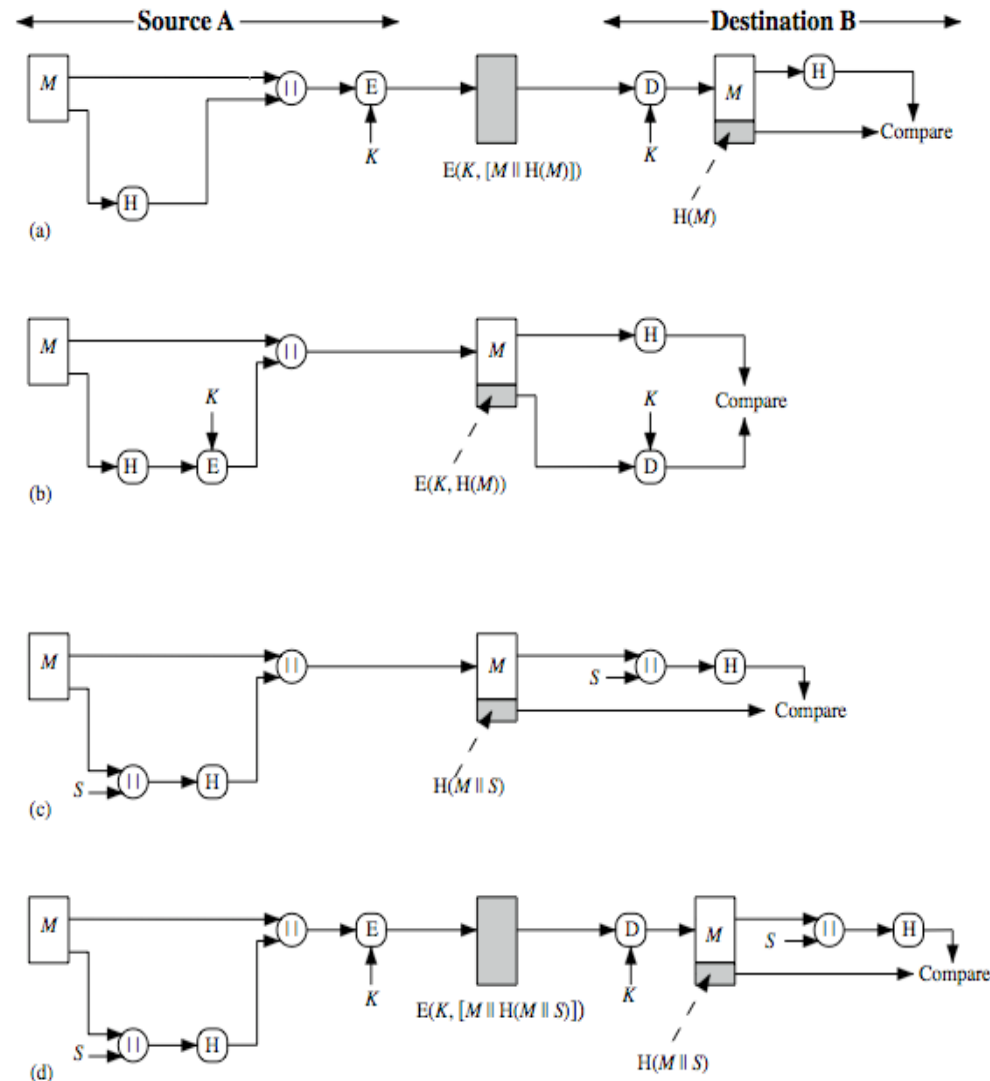 Source A
Destination B
M
||
E
D
M
H
K
K
Compare
E(K, [M || H(M)])
H
H(M)
(a)
M
||
M
H
K
K
Compare
H
E
D
E(K, H(M))
(b)
M
||
M
||
H
S
Compare
S
||
H
H(M || S)
(c)
M
||
E
D
M
||
H
S
K
K
Compare
E(K, [M || H(M || S)])
S
||
H
H(M || S)
(d)